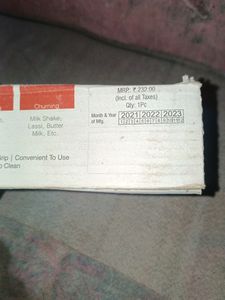 Churning
Milk Shake,
Lassi, Butter
Milk, Etc.
MRP: ₹ 232.00
(Incl. of all Taxes)
Qty: 1Pc
Month & Year
of Mfg.
2021 2022 2023
Convenient To Use
Clean